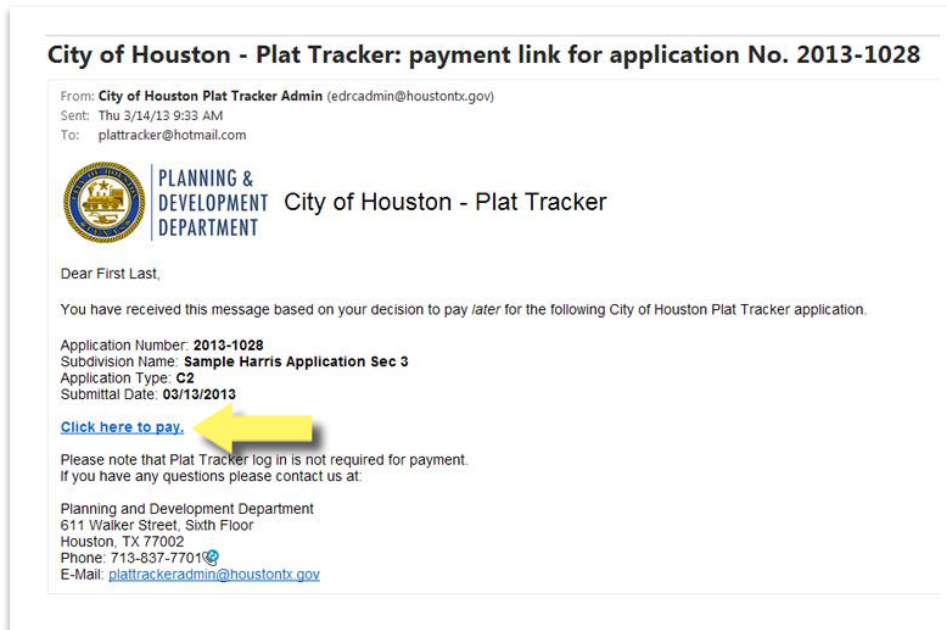 City of Houston - Plat Tracker: payment link for application No. 2013-1028
From: City of Houston Plat Tracker Admin (edrcadmin@houstontx.gov)
Sent: Thu 3/14/13 9:33 AM
To: plattracker@hotmail.com
PLANNING &
DEVELOPMENT
DEPARTMENT
City of Houston - Plat Tracker
Dear First Last,
You have received this message based on your decision to pay later for the following City of Houston Plat Tracker application.
Application Number: 2013-1028
Subdivision Name: Sample Harris Application Sec 3
Application Type: C2
Submittal Date: 03/13/2013
Click here to pay.
Please note that Plat Tracker log in is not required for payment.
If you have any questions please contact us at:
Planning and Development Department
611 Walker Street, Sixth Floor
Houston, TX 77002
Phone: 713-837-7701
E-Mail: plattrackeradmin@houstontx.gov